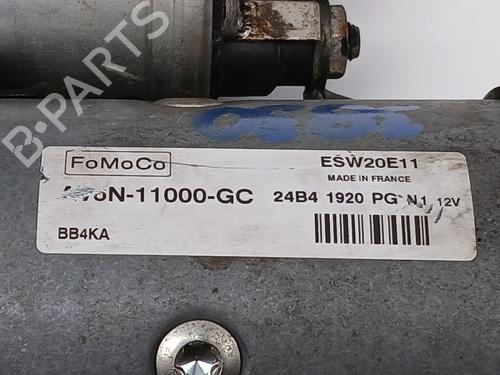 B-PARTS
FoMoCo
ESW20E11
MADE IN FRANCE
24B4 1920 PG N1 12V
BB4KA